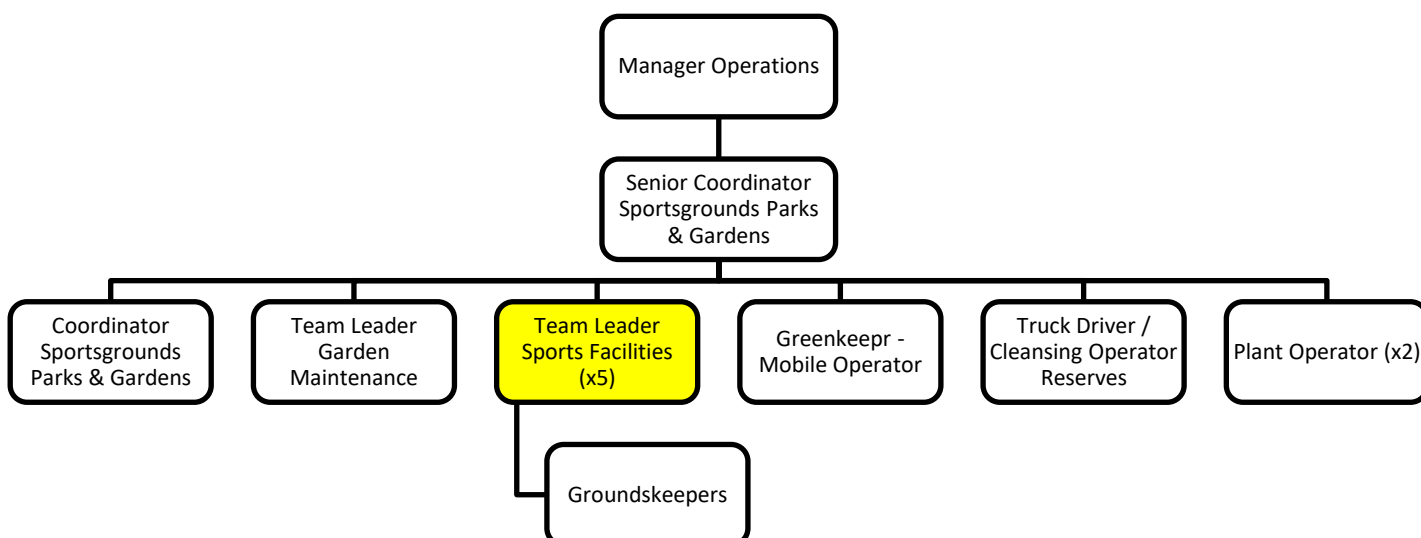 Manager Operations
Senior Coordinator
Sportsgrounds Parks
& Gardens
Coordinator
Sportsgrounds
Parks & Gardens
Team Leader
Garden
Maintenance
Team Leader
Sports Facilities
(x5)
Greenkeepr -
Mobile Operator
Truck Driver /
Cleansing Operator
Reserves
Plant Operator (x2)
Groundskeepers